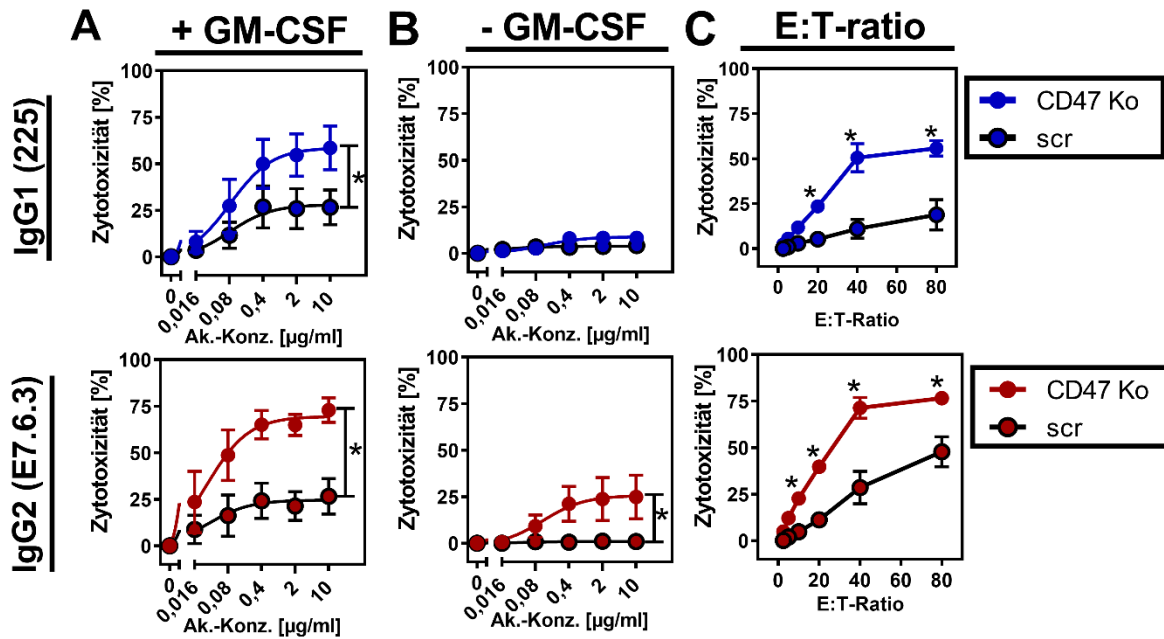 A
+ GM-CSF
B
- GM-CSF
C
E:T-ratio
IgG1 (225)
Zytotoxizität [%]
100
75
50
25
0
*
0
0,016
0,08
0,4
2
10
Ak.-Konz. [µg/ml]
Zytotoxizität [%]
100
75
50
25
0
0
0,016
0,08
0,4
2
10
Ak.-Konz. [µg/ml]
Zytotoxizität [%]
100
75
50
25
0
* * *
0 20 40 60 80
E:T-Ratio
CD47 Ko
scr
IgG2 (E7.6.3)
Zytotoxizität [%]
100
75
50
25
0
*
0
0,016
0,08
0,4
2
10
Ak.-Konz. [µg/ml]
Zytotoxizität [%]
100
75
50
25
0
*
0
0,016
0,08
0,4
2
10
Ak.-Konz. [µg/ml]
Zytotoxizität [%]
100
75
50
25
0
* * * *
0 20 40 60 80
E:T-Ratio
CD47 Ko
scr